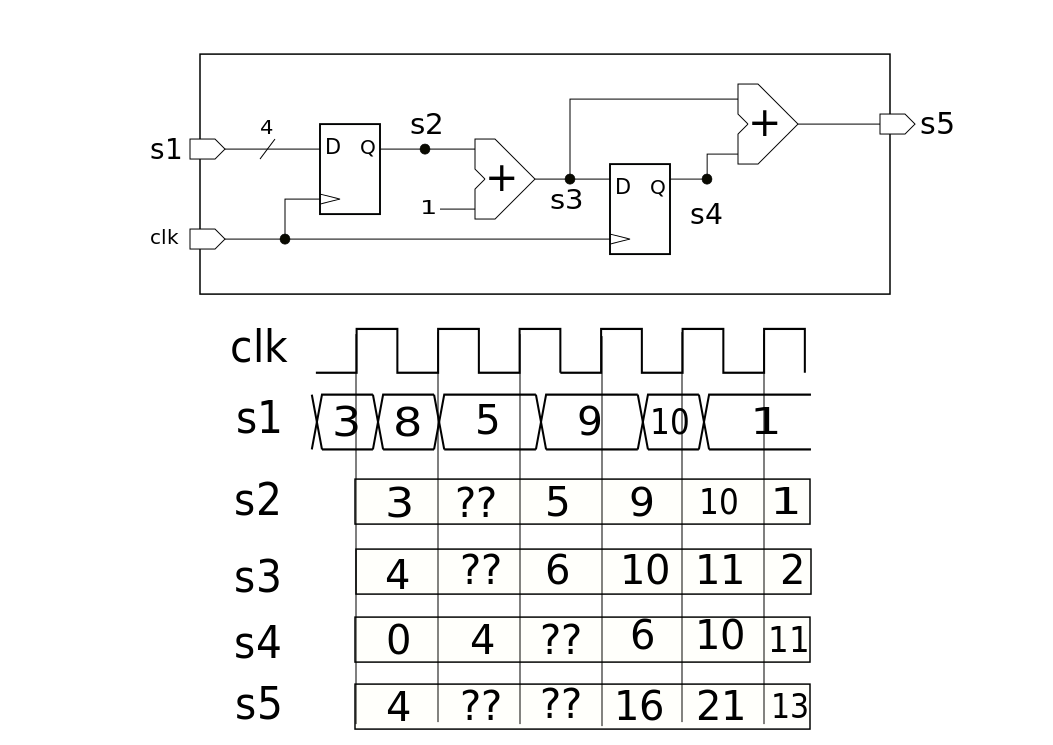 4
s1
D Q
s2
+
1
s3
clk
D Q
s4
+
s5
clk
s1 3 8 5 9 10 1
s2 3 ?? 5 9 10 1
s3 4 ?? 6 10 11 2
s4 0 4 ?? 6 10 11
s5 4 ?? ?? 16 21 13